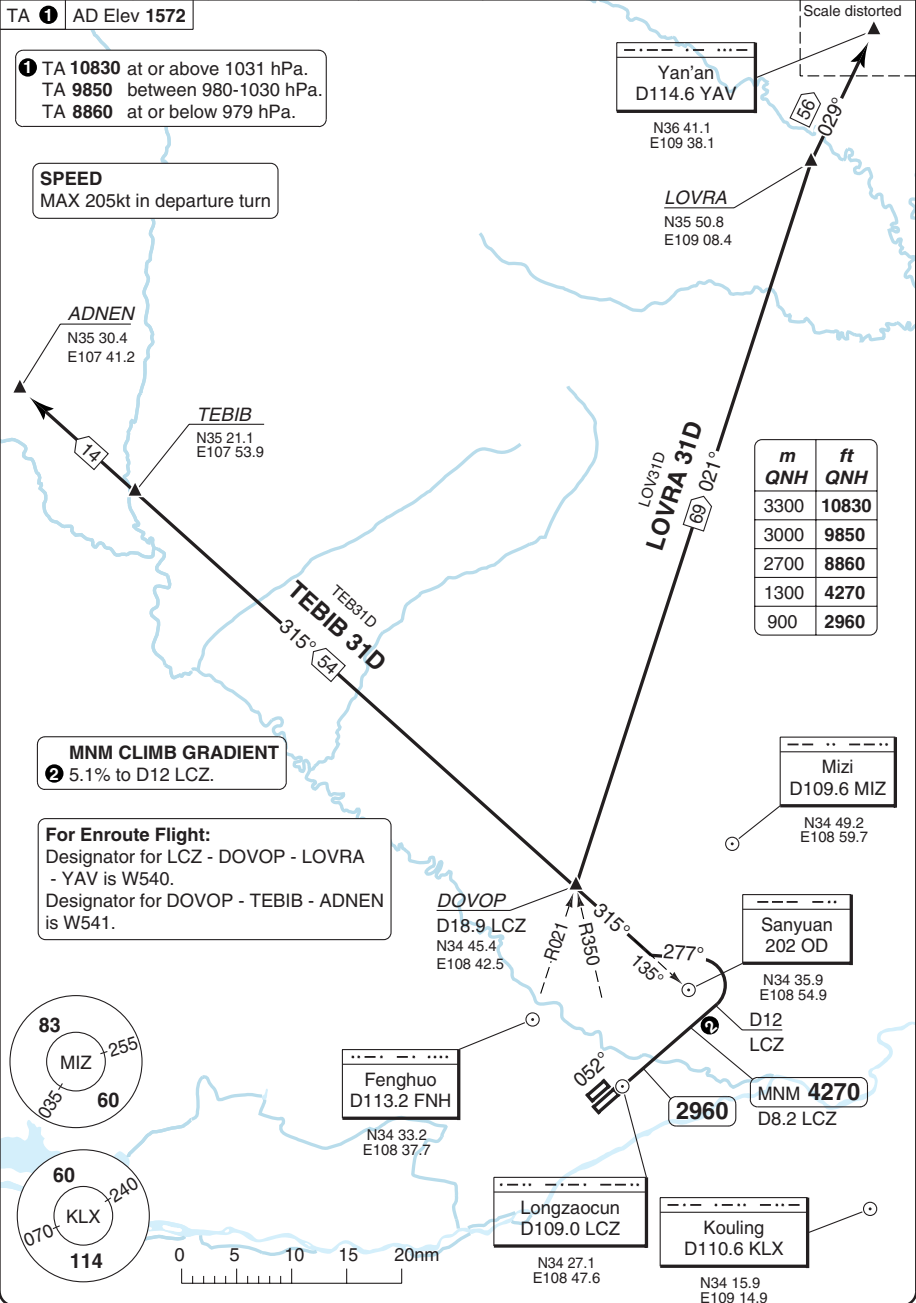 TA ❶ AD Elev 1572
❶ TA 10830 at or above 1031 hPa.
TA 9850 between 980-1030 hPa.
TA 8860 at or below 979 hPa.
SPEED
MAX 205kt in departure turn
Scale distorted
Yan'an
D114.6 YAV
N36 41.1
E109 38.1
56
029°
LOVRA
N35 50.8
E109 08.4
ADNEN
N35 30.4
E107 41.2
14
TEBIB
N35 21.1
E107 53.9
LOV31D
LOVRA 31D
69 021°
m ft
QNH QNH
3300 10830
3000 9850
2700 8860
1300 4270
900 2960
TEB31D
TEBIB 31D
315° 54
MNM CLIMB GRADIENT
❷ 5.1% to D12 LCZ.
For Enroute Flight:
Designator for LCZ - DOVOP - LOVRA
- YAV is W540.
Designator for DOVOP - TEBIB - ADNEN
is W541.
Mizi
D109.6 MIZ
N34 49.2
E108 59.7
DOVOP
D18.9 LCZ
N34 45.4
E108 42.5
R021
R350
315°
277°
135°
Sanyuan
202 OD
N34 35.9
E108 54.9
D12
LCZ
❷
052°
MNM 4270
D8.2 LCZ
2960
Fenghuo
D113.2 FNH
N34 33.2
E108 37.7
83
MIZ
255
035
60
60
KLX
240
070
114
Longzaocun
D109.0 LCZ
N34 27.1
E108 47.6
Kouling
D110.6 KLX
N34 15.9
E109 14.9
0 5 10 15 20nm